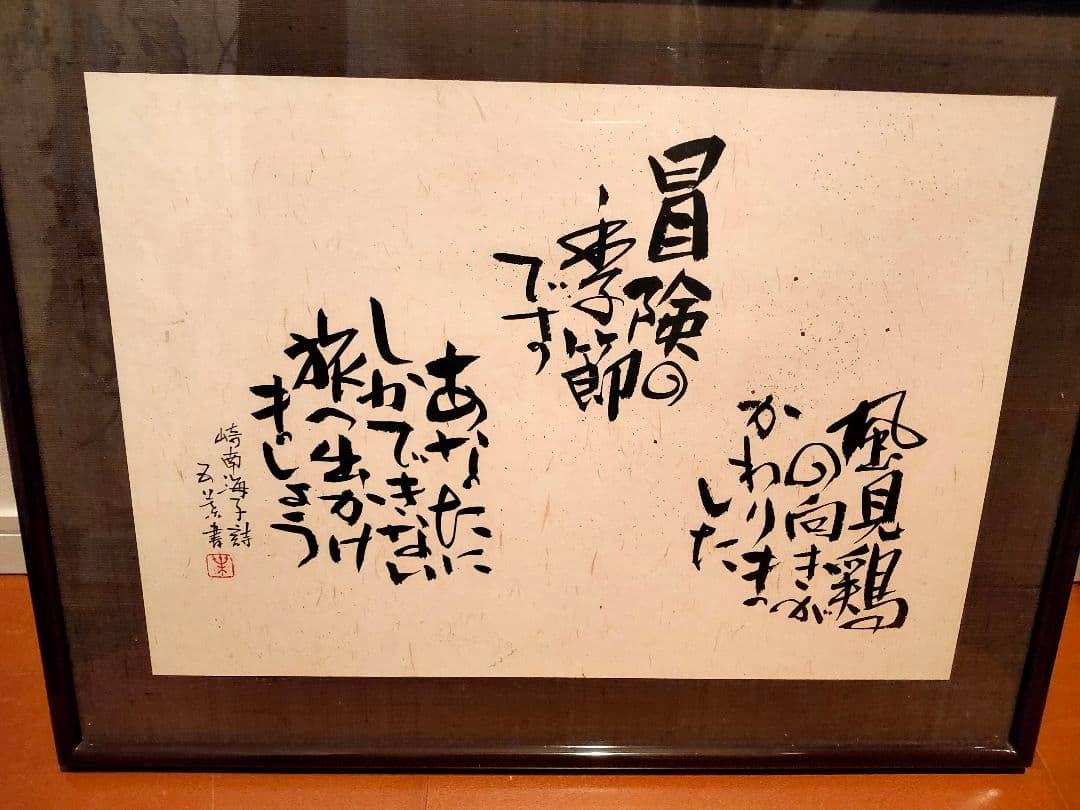 風見鶏
の向きが
かわりま
した
冒険の
季節
です
あなたに
しかできない
旅へ出かけ
ましょう
崎南海子詩
書